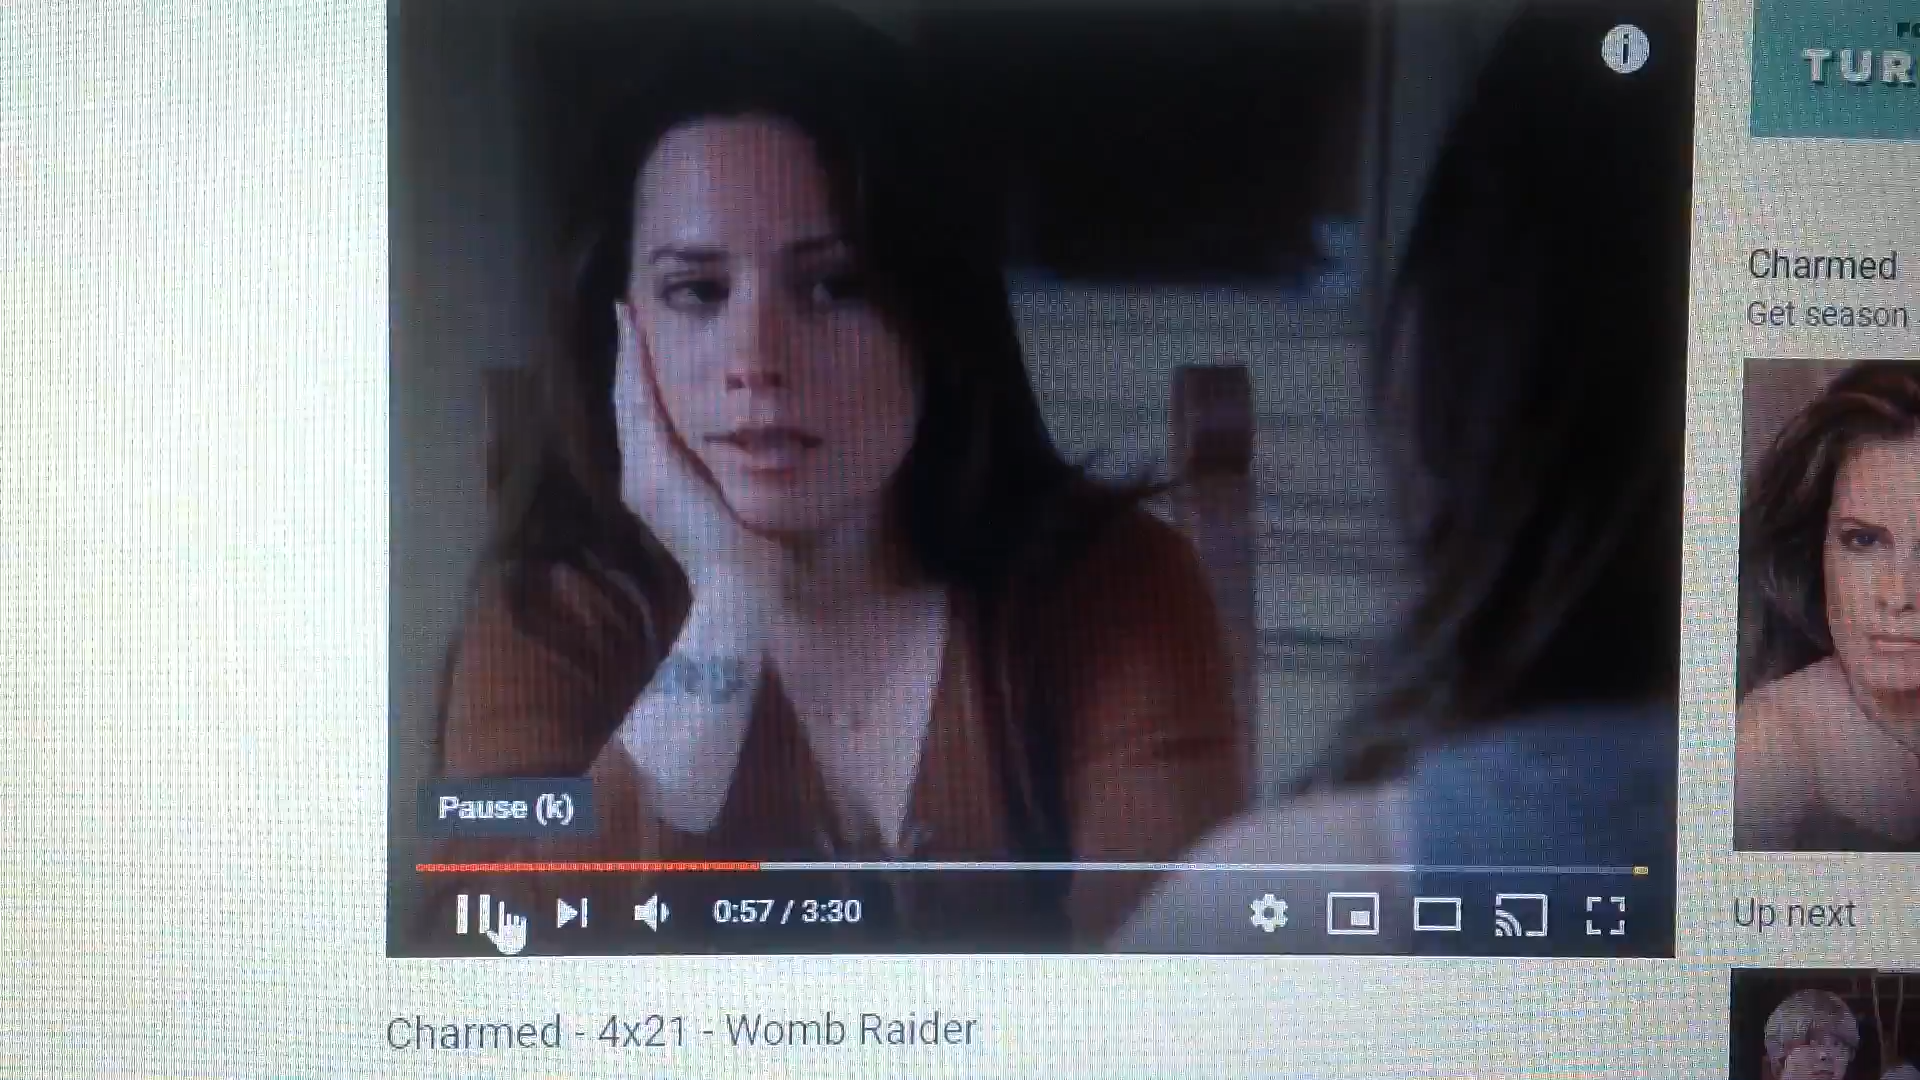 TUR
Charmed
Get season
Pause (k)
0:57 / 3:30
Up next
Charmed - 4x21 - Womb Raider